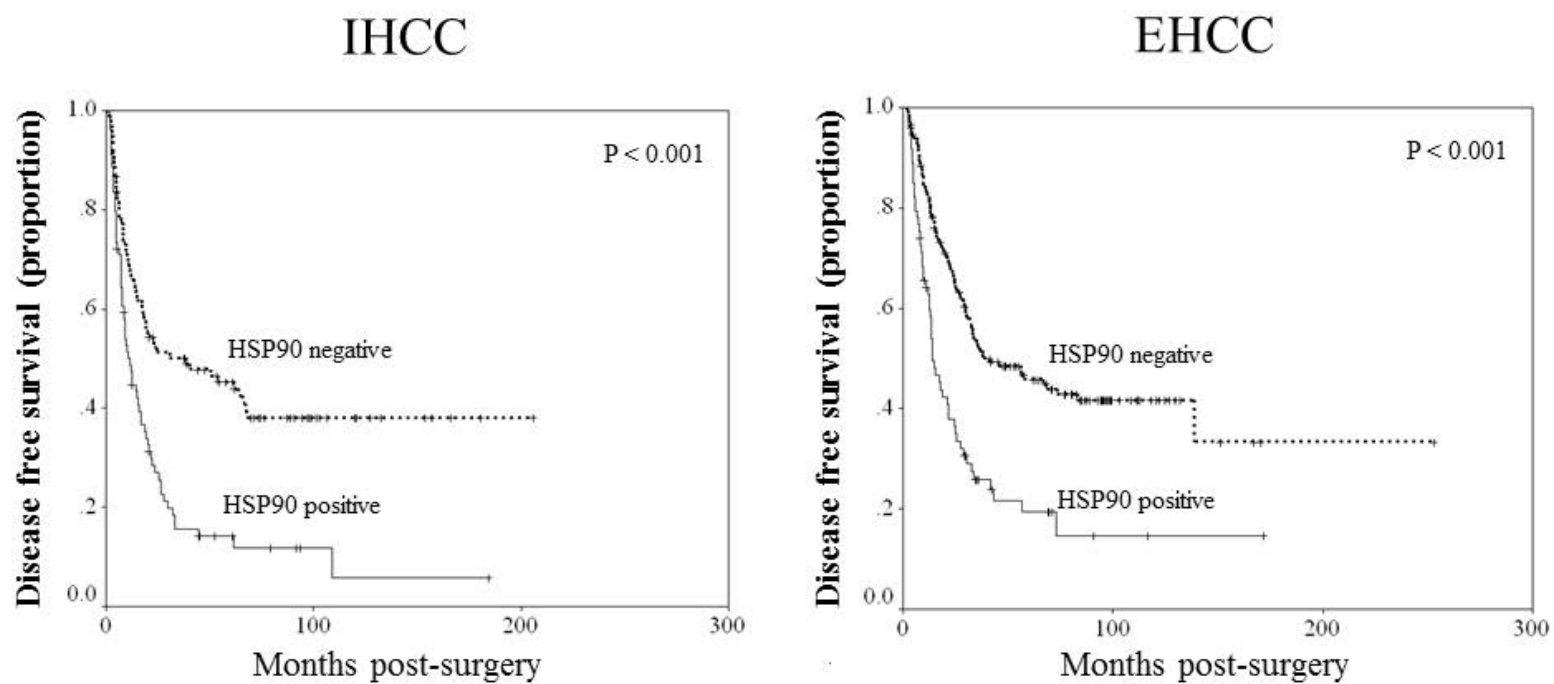 IHCC
Disease free survival (proportion)
1.0
.8
.6
.4
.2
0.0
P < 0.001
HSP90 negative
HSP90 positive
0
100
200
300
Months post-surgery
EHCC
Disease free survival (proportion)
1.0
.8
.6
.4
.2
0.0
P < 0.001
HSP90 negative
HSP90 positive
0
100
200
300
Months post-surgery